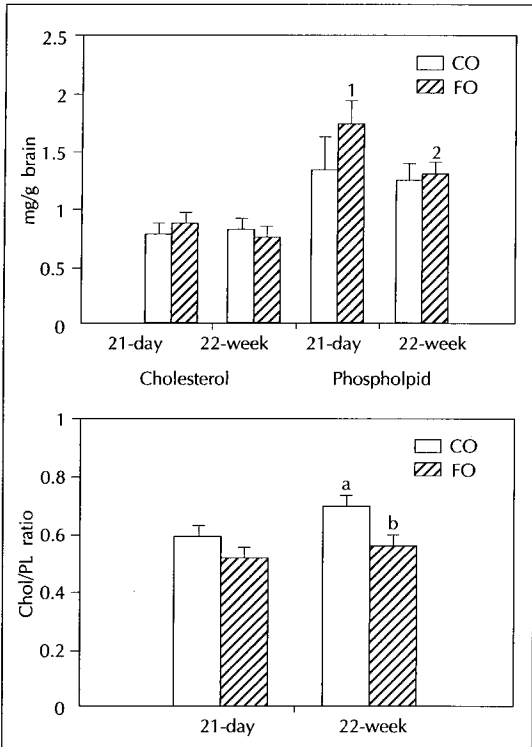 2.5
CO
FO
2
1
mg/g brain
1.5
2
1
0.5
0
21-day 22-week 21-day 22-week
Cholesterol Phospholpid
1
CO
FO
0.8
a
b
Chol/PL ratio
0.6
0.4
0.2
0
21-day 22-week